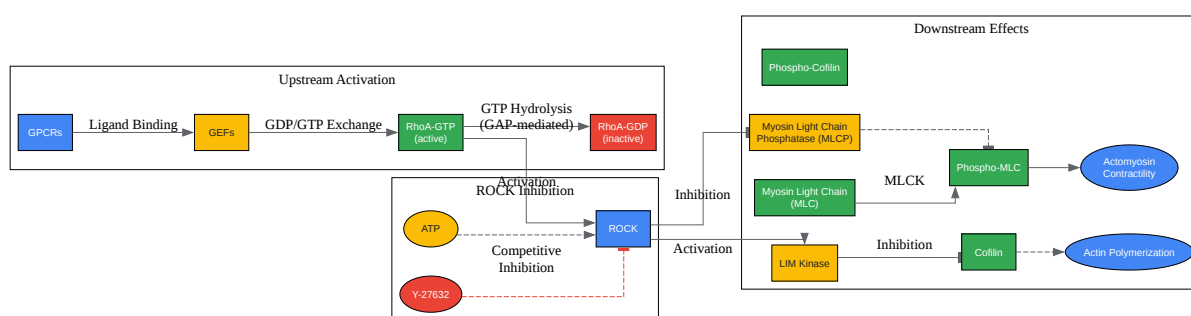 Downstream Effects
Phospho-Cofilin
Upstream Activation
GPCRs
Ligand Binding
GEFs
GDP/GTP Exchange
RhoA-GTP
(active)
GTP Hydrolysis
(GAP-mediated)
RhoA-GDP
(inactive)
Myosin Light Chain
Phosphatase (MLCP)
Phospho-MLC
Actomyosin
Contractility
Activation
ROCK Inhibition
Inhibition
Myosin Light Chain
(MLC)
MLCK
ATP
Competitive
Inhibition
ROCK
Activation
LIM Kinase
Inhibition
Cofilin
Actin Polymerization
Y-27632